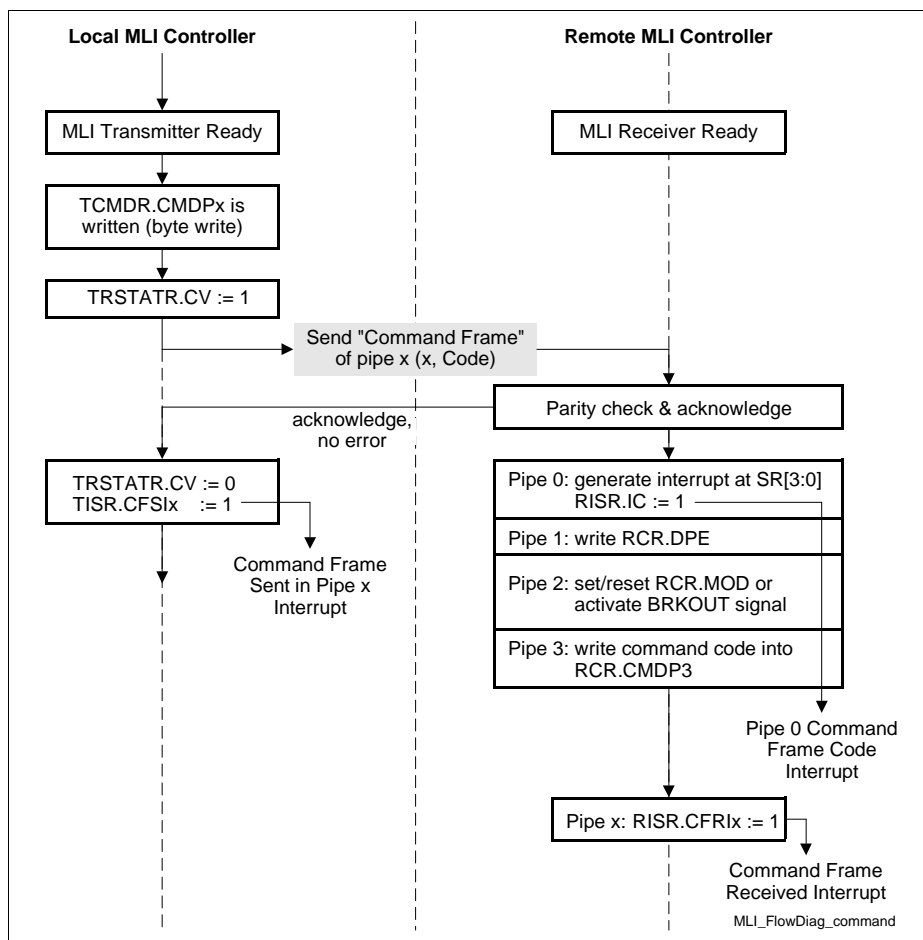 Local MLI Controller
Remote MLI Controller
MLI Transmitter Ready
MLI Receiver Ready
TCMDR.CMDPx is
written (byte write)
TRSTATR.CV := 1
Send "Command Frame"
of pipe x (x, Code)
Parity check & acknowledge
acknowledge,
no error
TRSTATR.CV := 0
TISR.CFSIx := 1
Command Frame
Sent in Pipe x
Interrupt
Pipe 0: generate interrupt at SR[3:0]
RISR.IC := 1
Pipe 1: write RCR.DPE
Pipe 2: set/reset RCR.MOD or
activate BRKOUT signal
Pipe 3: write command code into
RCR.CMDP3
Pipe 0 Command
Frame Code
Interrupt
Pipe x: RISR.CFRIx := 1
Command Frame
Received Interrupt
MLI_FlowDiag_command